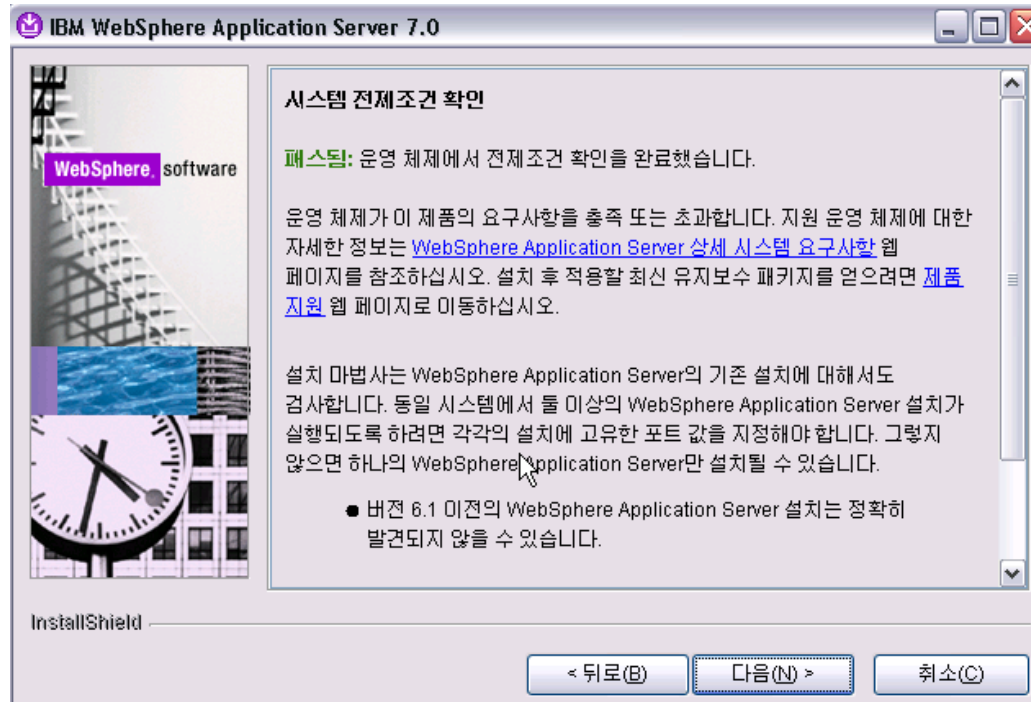 IBM WebSphere Application Server 7.0
WebSphere. software
시스템 전제조건 확인
패스됨: 운영 체제에서 전제조건 확인을 완료했습니다.
운영 체제가 이 제품의 요구사항을 충족 또는 초과합니다. 지원 운영 체제에 대한
자세한 정보는 WebSphere Application Server 상세 시스템 요구사항 웹
페이지를 참조하십시오. 설치 후 적용할 최신 유지보수 패키지를 얻으려면 제품
지원 웹 페이지로 이동하십시오.
설치 마법사는 WebSphere Application Server의 기존 설치에 대해서도
검사합니다. 동일 시스템에서 둘 이상의 WebSphere Application Server 설치가
실행되도록 하려면 각각의 설치에 고유한 포트 값을 지정해야 합니다. 그렇지
않으면 하나의 WebSphere Application Server만 설치될 수 있습니다.
● 버전 6.1 이전의 WebSphere Application Server 설치는 정확히
발견되지 않을 수 있습니다.
InstallShield
< 뒤로(B) 다음(N) > 취소(C)